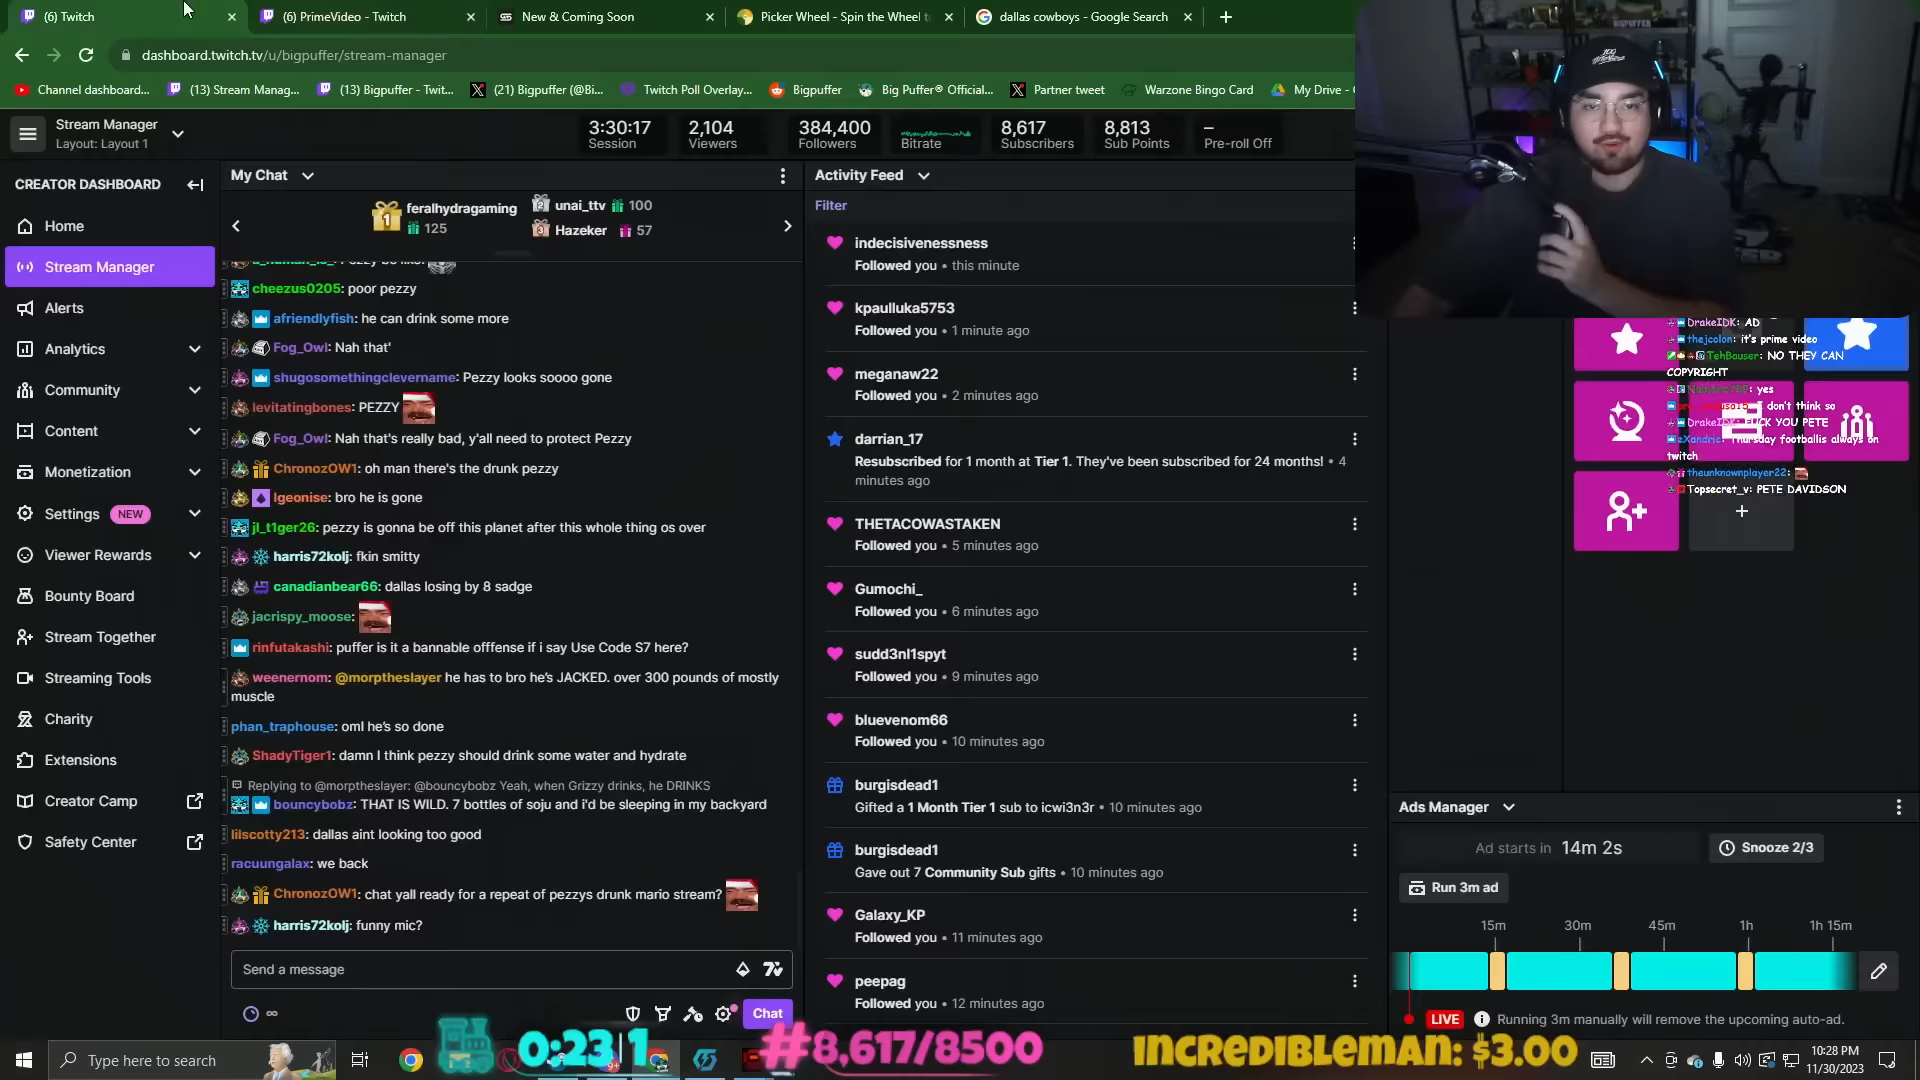 (6) Twitch
(6) PrimeVideo - Twitch
New & Coming Soon
Picker Wheel - Spin the Wheel to
dallas cowboys - Google Search
dashboard.twitch.tv/u/bigpuffer/stream-manager
Channel dashboard...
(13) Stream Manag...
(13) Bigpuffer - Twit...
(21) Bigpuffer (@Bi...
Twitch Poll Overlay...
Bigpuffer
Big Puffer® Official...
Partner tweet
Warzone Bingo Card
My Drive -
Stream Manager
Layout: Layout 1
3:30:17
Session
2,104
Viewers
384,400
Followers
Bitrate
8,617
Subscribers
8,813
Sub Points
–
Pre-roll Off
CREATOR DASHBOARD
Home
Stream Manager
Alerts
Analytics
Community
Content
Monetization
Settings NEW
Viewer Rewards
Bounty Board
Stream Together
Streaming Tools
Charity
Extensions
Creator Camp
Safety Center
My Chat
1 feralhydragaming
125
unai_ttv 100
Hazeker 57
cheezus0205: poor pezzy
afriendlyfish: he can drink some more
Fog_Owl: Nah that'
shugosomethingclevername: Pezzy looks soooo gone
levitatingbones: PEZZY
Fog_Owl: Nah that's really bad, y'all need to protect Pezzy
ChronozOW1: oh man there's the drunk pezzy
Igeonise: bro he is gone
jl_t1ger26: pezzy is gonna be off this planet after this whole thing os over
harris72kolj: fkin smitty
canadianbear66: dallas losing by 8 sadge
jacrispy_moose:
rinfutakashi: puffer is it a bannable offfense if i say Use Code S7 here?
weenernom: @morptheslayer he has to bro he's JACKED. over 300 pounds of mostly
muscle
phan_traphouse: oml he's so done
ShadyTiger1: damn I think pezzy should drink some water and hydrate
Replying to @morptheslayer: @bouncybobz Yeah, when Grizzy drinks, he DRINKS
bouncybobz: THAT IS WILD. 7 bottles of soju and i'd be sleeping in my backyard
lilscotty213: dallas aint looking too good
racuungalax: we back
ChronozOW1: chat yall ready for a repeat of pezzys drunk mario stream?
harris72kolj: funny mic?
Send a message
Chat
Activity Feed
Filter
indecisivenessness
Followed you • this minute
kpaulluka5753
Followed you • 1 minute ago
meganaw22
Followed you • 2 minutes ago
darrian_17
Resubscribed for 1 month at Tier 1. They've been subscribed for 24 months! • 4
minutes ago
THETACOWASTAKEN
Followed you • 5 minutes ago
Gumochi_
Followed you • 6 minutes ago
sudd3nl1spyt
Followed you • 9 minutes ago
bluevenom66
Followed you • 10 minutes ago
burgisdead1
Gifted a 1 Month Tier 1 sub to icwi3n3r • 10 minutes ago
burgisdead1
Gave out 7 Community Sub gifts • 10 minutes ago
Galaxy_KP
Followed you • 11 minutes ago
peepag
Followed you • 12 minutes ago
DrakeIDK: AD
thejcolon: it's prime video
TehBauser: NO THEY CAN
COPYRIGHT
yes
I don't think so
DrakeIDK: FUCK YOU PETE
eXandric: Thursday footballis always on
twitch
theunknownplayer22:
Topsecret_v: PETE DAVIDSON
Ads Manager
Ad starts in 14m 2s
Snooze 2/3
Run 3m ad
15m
30m
45m
1h
1h 15m
LIVE Running 3m manually will remove the upcoming auto-ad.
0:23 | 1
#8,617/8500
INCREDIBLEMAN: $3.00
Type here to search
10:28 PM
11/30/2023